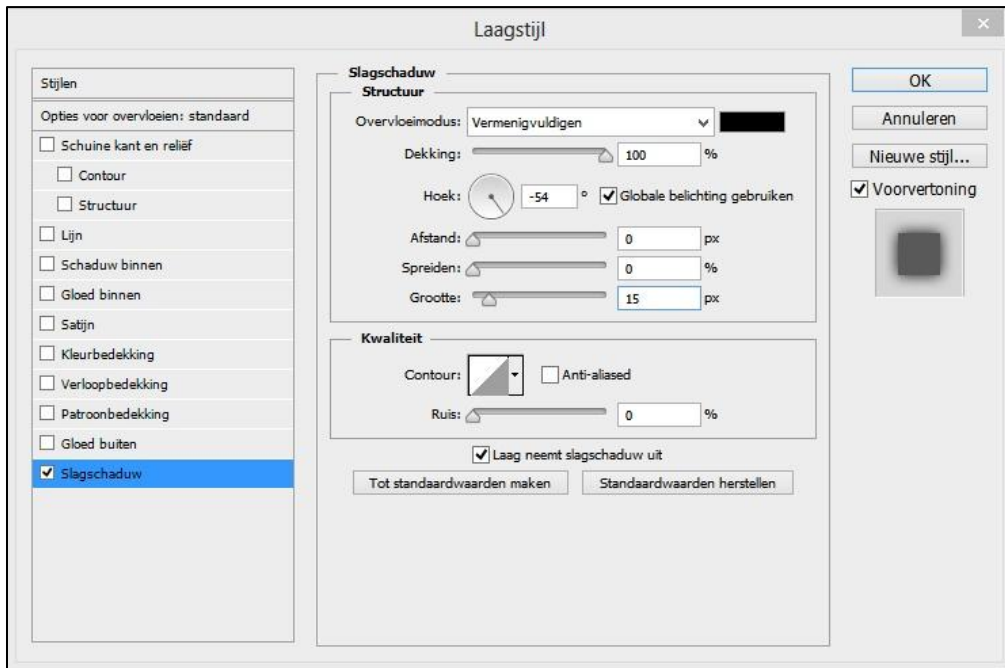 Laagstijl
Stijlen
Opties voor overvloeien: standaard
Schuine kant en reliëf
Contour
Structuur
Lijn
Schaduw binnen
Gloed binnen
Satijn
Kleurbedekking
Verloopbedekking
Patroonbedekking
Gloed buiten
Slagschaduw
Slagschaduw
Structuur
Overvloeimodus: Vermenigvuldigen
Dekking: 100 %
Hoek: -54 ° Globale belichting gebruiken
Afstand: 0 px
Spreiden: 0 %
Grootte: 15 px
Kwaliteit
Contour: Anti-aliased
Ruis: 0 %
Laag neemt slagschaduw uit
Tot standaardwaarden maken Standaardwaarden herstellen
OK
Annuleren
Nieuwe stijl...
Voorvertoning